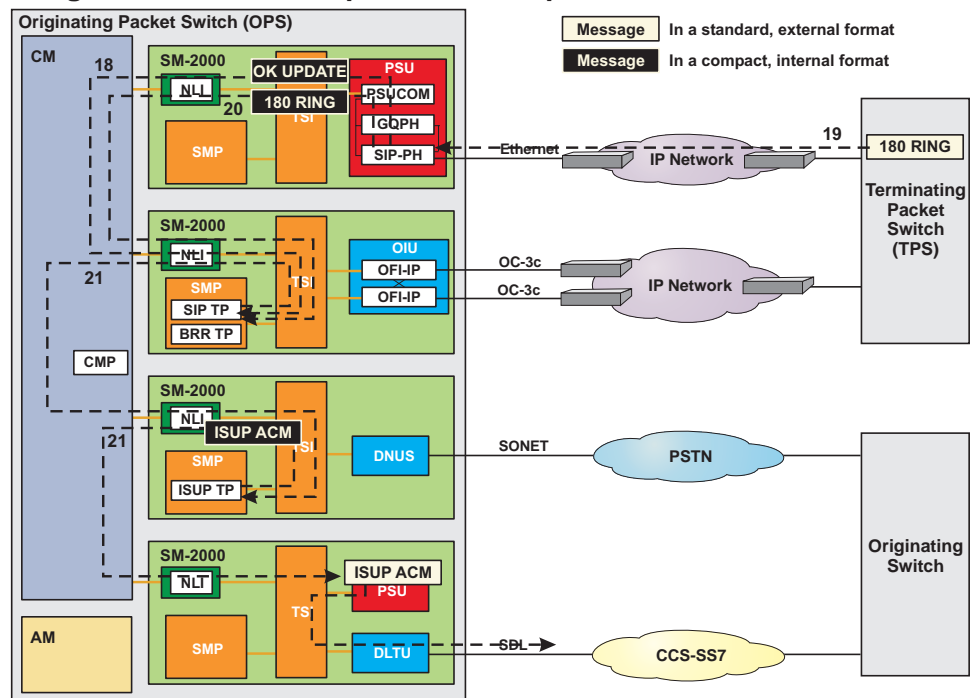 Originating Packet Switch (OPS)
Message In a standard, external format
Message In a compact, internal format
CM
18
SM-2000
OK UPDATE
PSU
NLI
PSUCOM
20
180 RING
TSI
GQPH
SMP
SIP-PH
Ethernet
IP Network
19
180 RING
Terminating
Packet
Switch
(TPS)
SM-2000
NLI
OIU
21
TSI
OFI-IP
OC-3c
SMP
SIP TP
OFI-IP
OC-3c
IP Network
BRR TP
CMP
SM-2000
NLI
21
ISUP ACM
TSI
SMP
DNUS
SONET
PSTN
ISUP TP
SM-2000
ISUP ACM
NLI
PSU
TSI
AM
SMP
DLTU
SDL
CCS-SS7
Originating
Switch